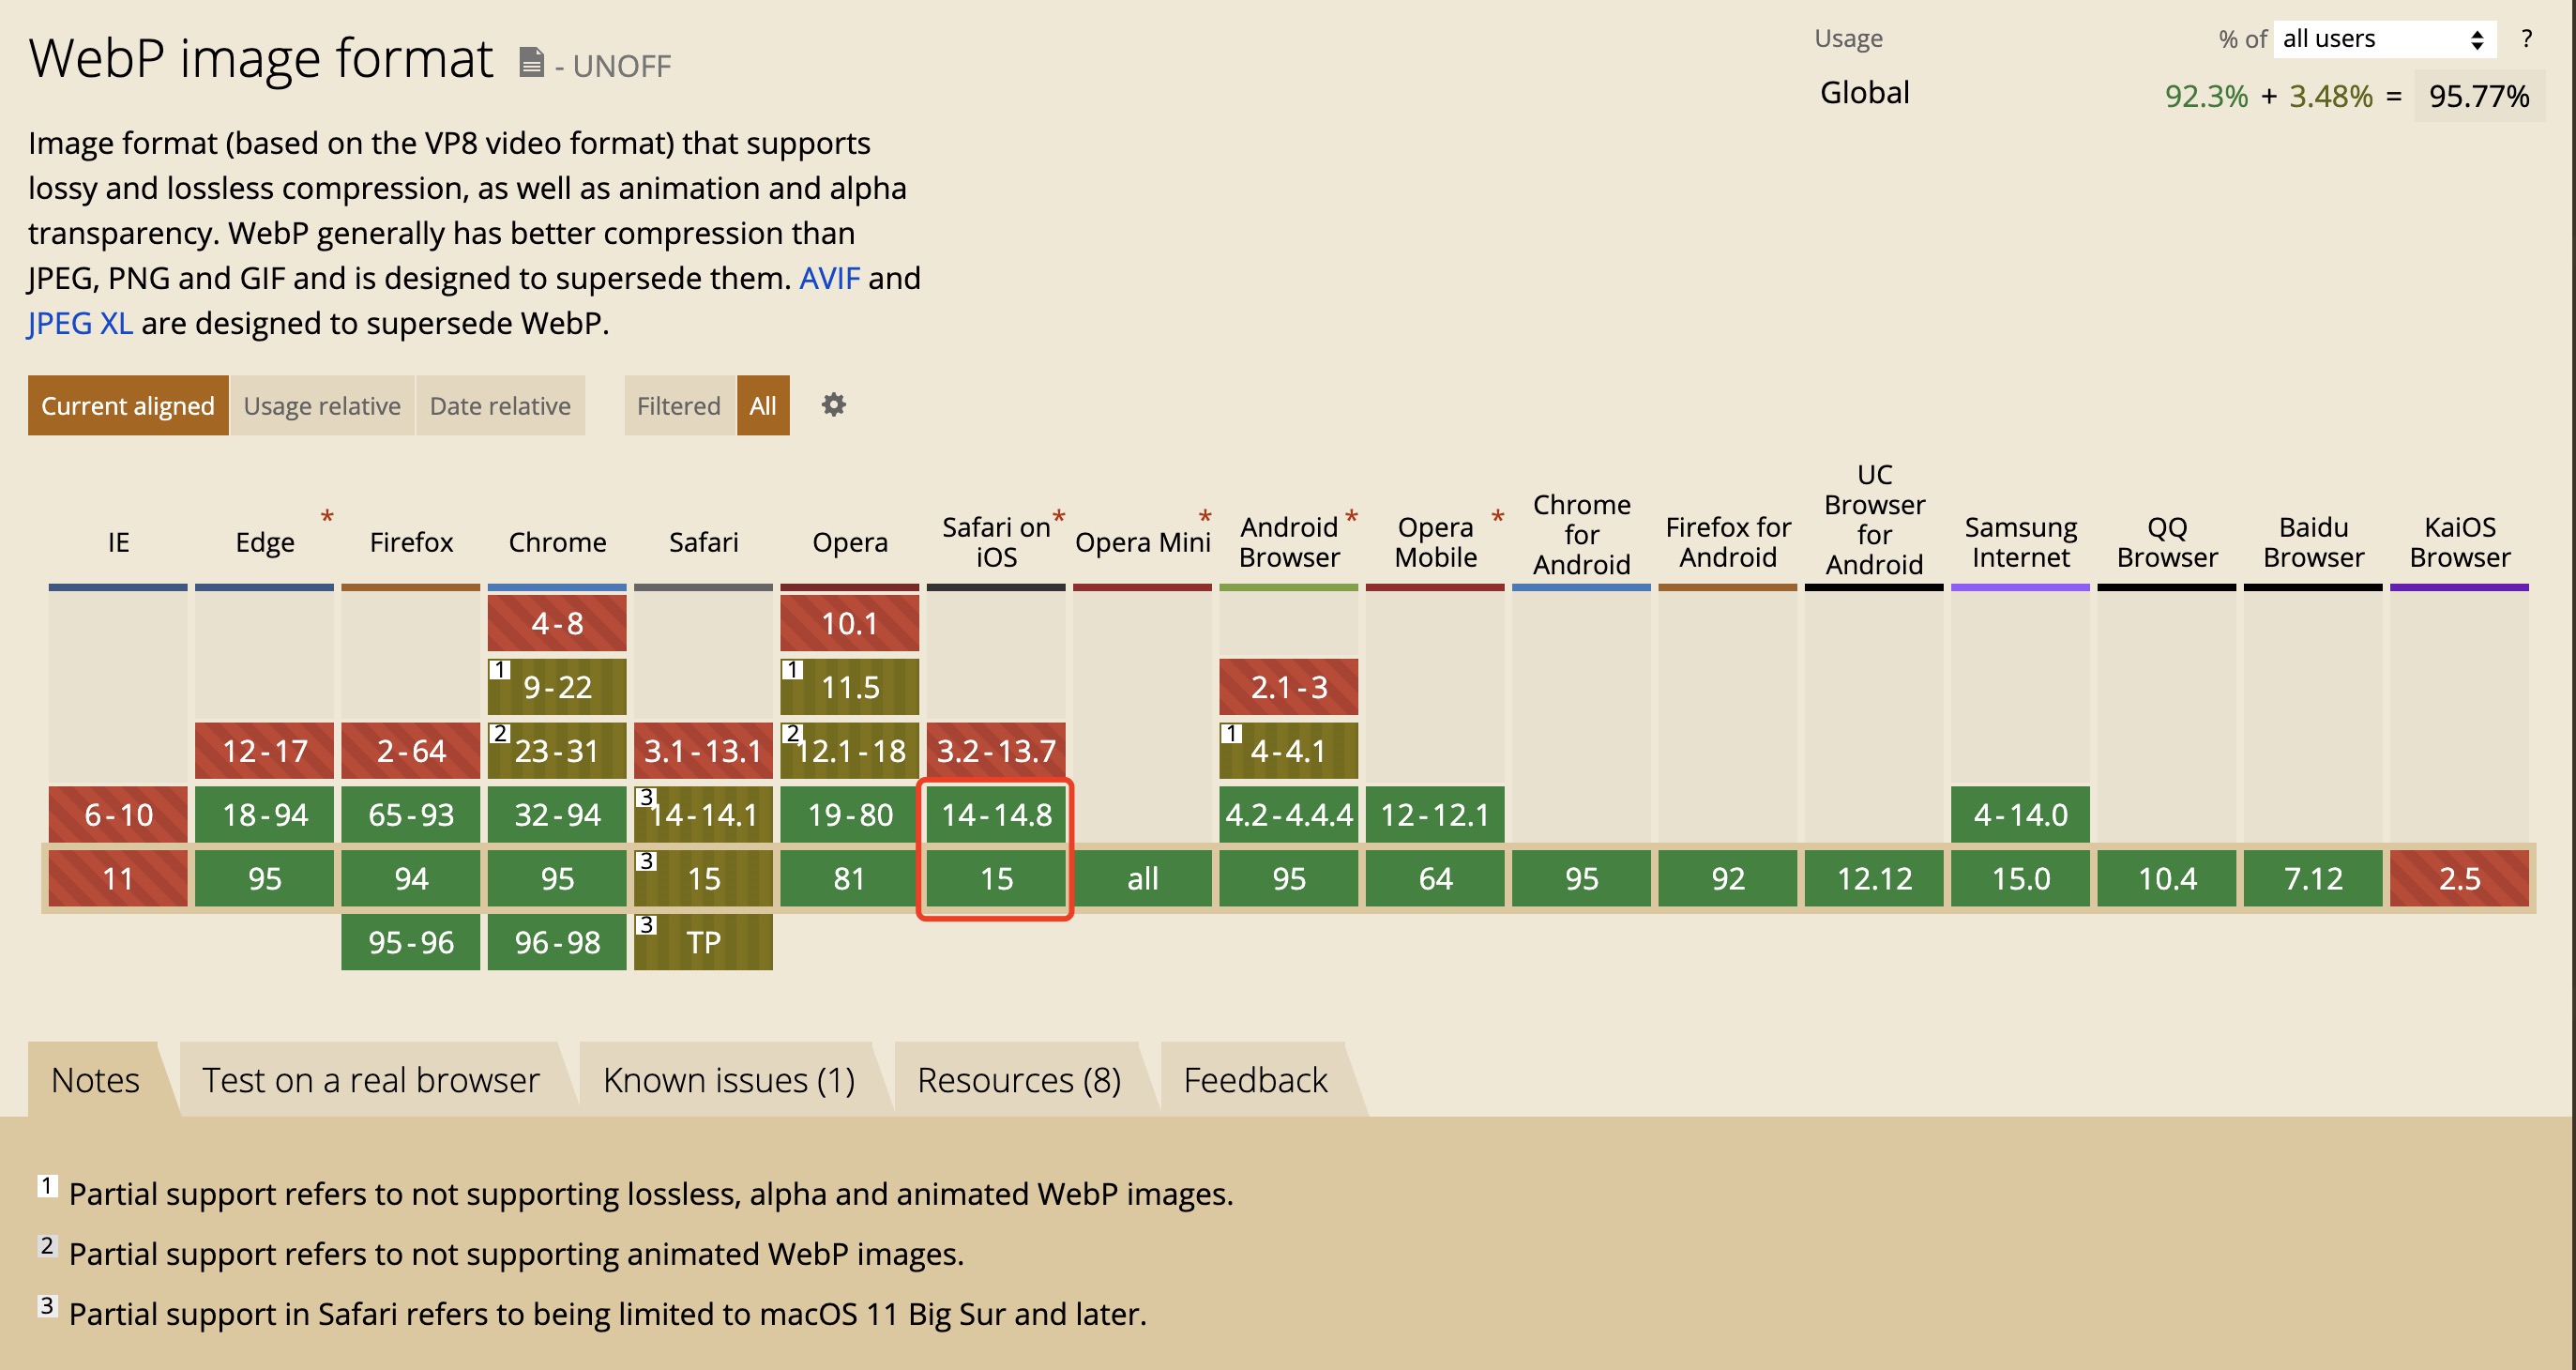 WebP image format - UNOFF
Usage % of all users ?
Global 92.3% + 3.48% = 95.77%
Image format (based on the VP8 video format) that supports
lossy and lossless compression, as well as animation and alpha
transparency. WebP generally has better compression than
JPEG, PNG and GIF and is designed to supersede them. AVIF and
JPEG XL are designed to supersede WebP.
Current aligned Usage relative Date relative Filtered All
IE
Edge *
Firefox
Chrome
Safari
Opera
Safari on *
iOS
Opera Mini *
Android *
Browser
Opera *
Mobile
Chrome
for
Android
Firefox for
Android
UC
Browser
for
Android
Samsung
Internet
QQ
Browser
Baidu
Browser
KaiOS
Browser
4-8 10.1
1 9-22 1 11.5 2.1-3
12-17 2-64 2 23-31 3.1-13.1 2 12.1-18 3.2-13.7 1 4-4.1
6-10 18-94 65-93 32-94 3 14-14.1 19-80 14-14.8 4.2-4.4.4 12-12.1 4-14.0
11 95 94 95 3 15 81 15 all 95 64 95 92 12.12 15.0 10.4 7.12 2.5
95-96 96-98 3 TP
Notes Test on a real browser Known issues (1) Resources (8) Feedback
1 Partial support refers to not supporting lossless, alpha and animated WebP images.
2 Partial support refers to not supporting animated WebP images.
3 Partial support in Safari refers to being limited to macOS 11 Big Sur and later.